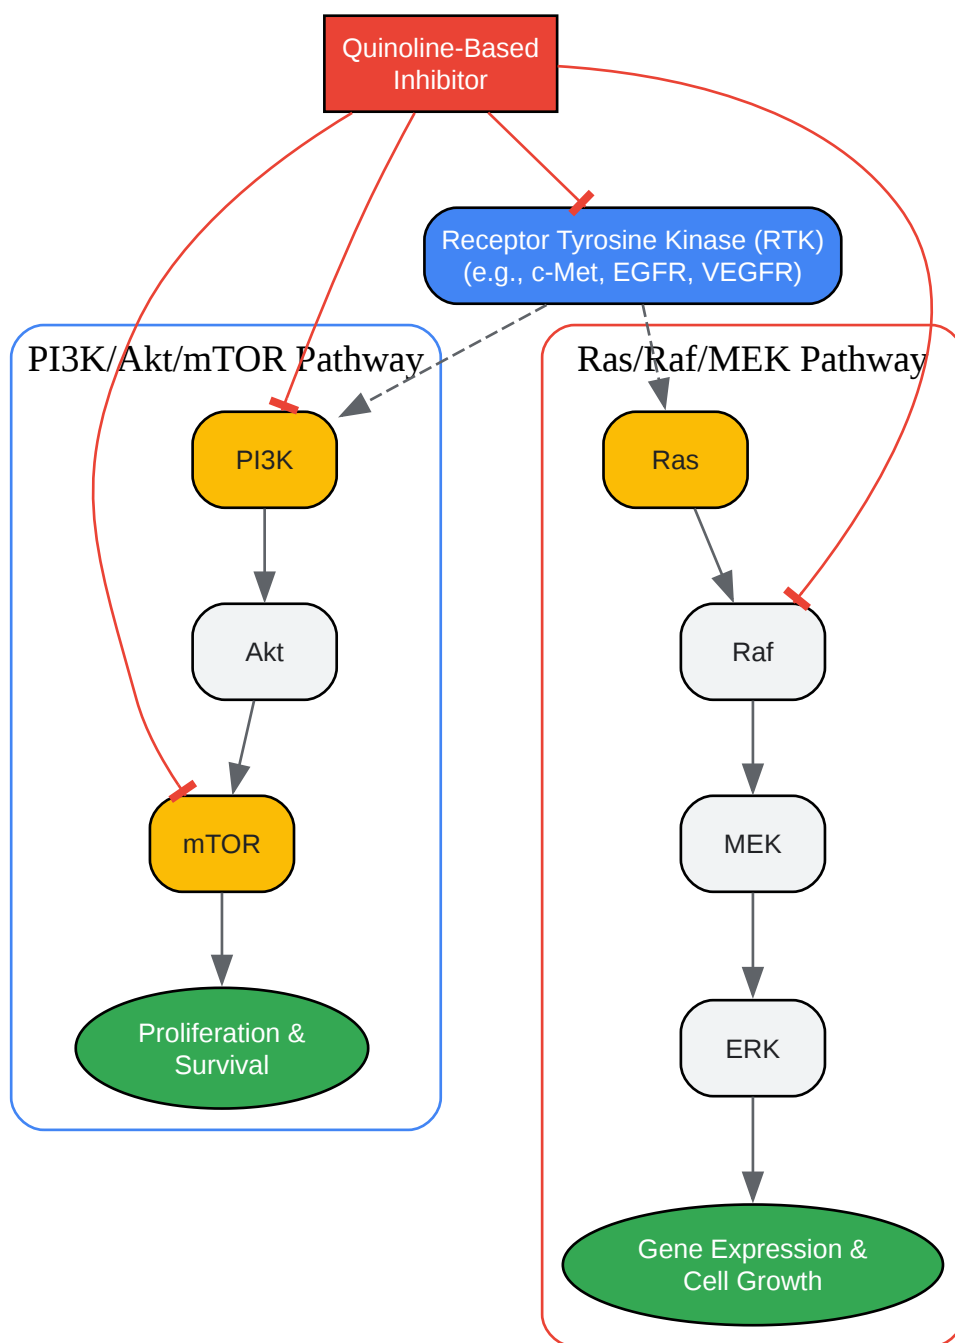 Quinoline-Based
Inhibitor
Receptor Tyrosine Kinase (RTK)
(e.g., c-Met, EGFR, VEGFR)
PI3K/Akt/mTOR Pathway
Ras/Raf/MEK Pathway
PI3K
Ras
Akt
Raf
mTOR
MEK
Proliferation &
Survival
ERK
Gene Expression &
Cell Growth